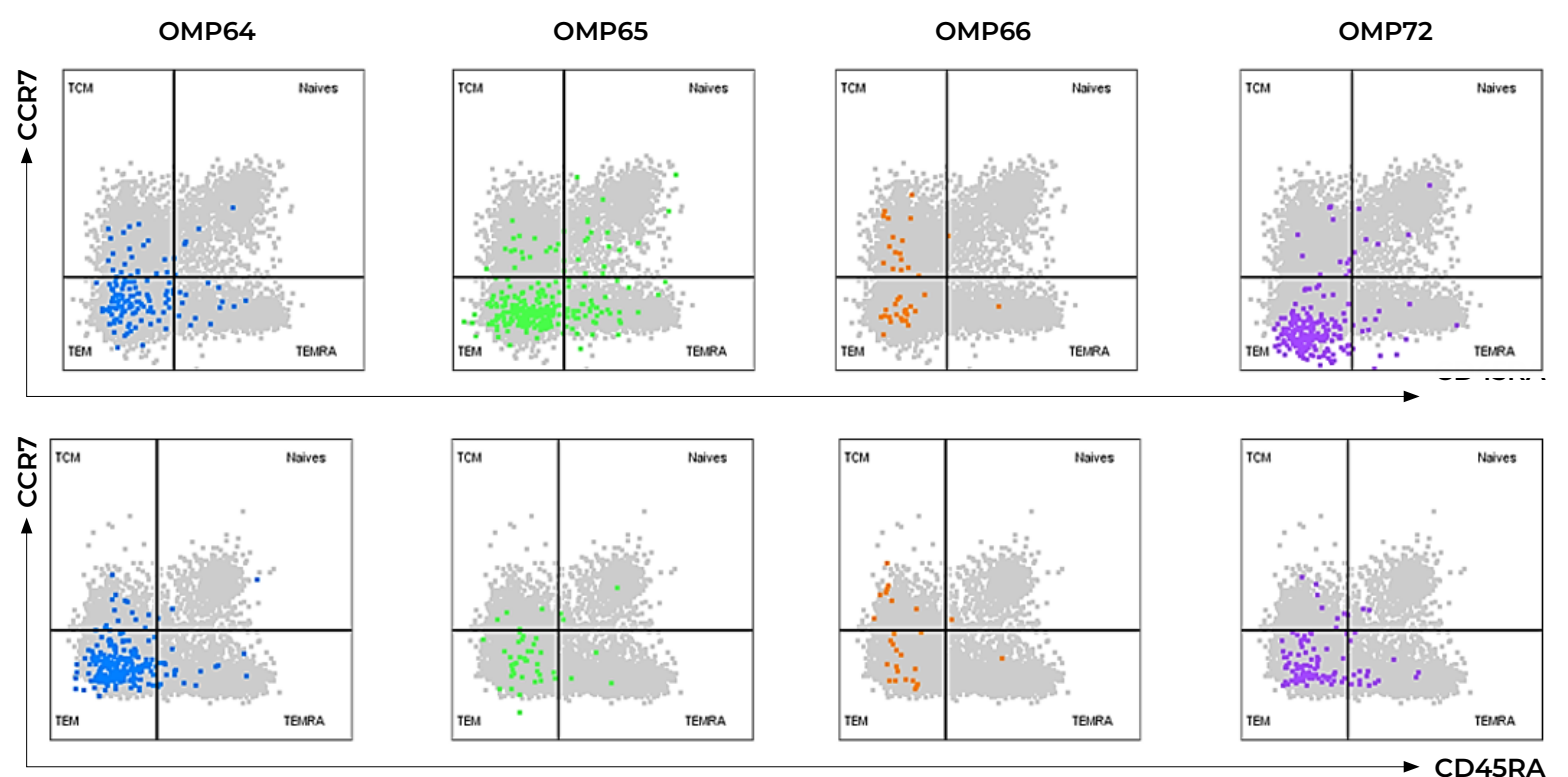 OMP64 OMP65 OMP66 OMP72
CCR7
TCM Naives TCM Naives TCM Naives TCM Naives
TEM TEMRA TEM TEMRA TEM TEMRA TEM TEMRA
CCR7
TCM Naives TCM Naives TCM Naives TCM Naives
TEM TEMRA TEM TEMRA TEM TEMRA TEM TEMRA
CD45RA